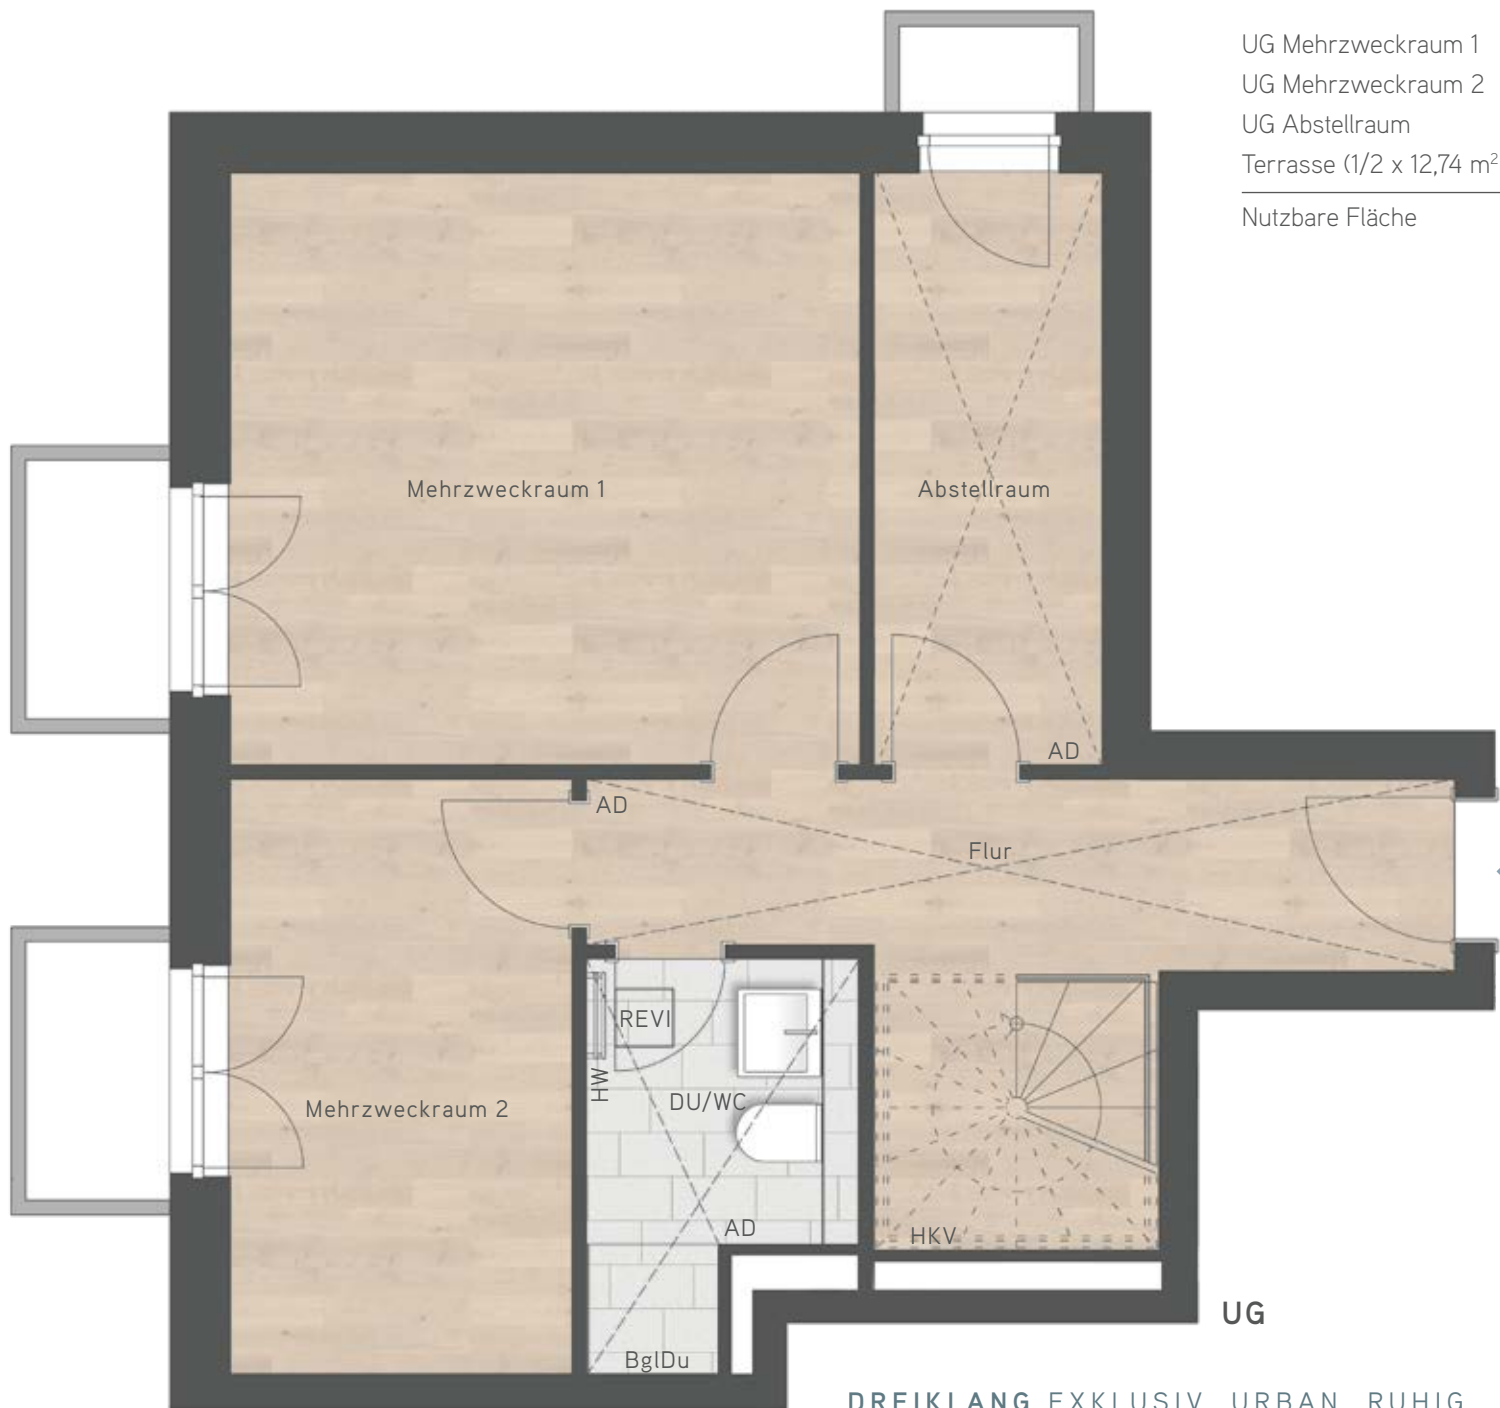 UG Mehrzweckraum 1
UG Mehrzweckraum 2
UG Abstellraum
Terrasse (1/2 x 12,74 m²
Nutzbare Fläche
Mehrzweckraum 1
Abstellraum
AD
AD
Flur
REVI
HW
DU/WC
Mehrzweckraum 2
AD
HKV
UG
BglDu
DREIKLANG EXKLUSIV URBAN RUHIG